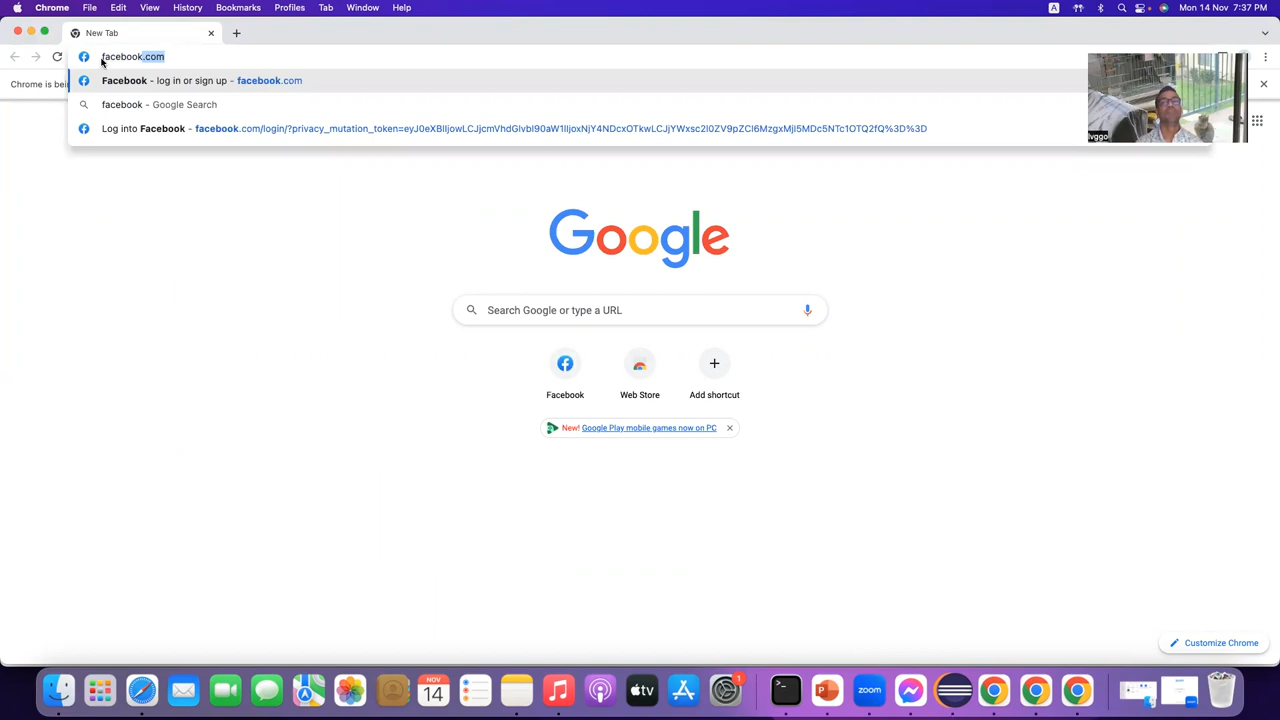 Chrome File Edit View History Bookmarks Profiles Tab Window Help A Mon 14 Nov 7:37 PM
New Tab
facebook.com
Facebook - log in or sign up - facebook.com
Chrome is bei
facebook - Google Search
Log into Facebook - facebook.com/login/?privacy_mutation_token=
lvggo
Google
Search Google or type a URL
Facebook Web Store Add shortcut
New! Google Play mobile games now on PC
Customize Chrome
NOV
14
tv
zoom
1